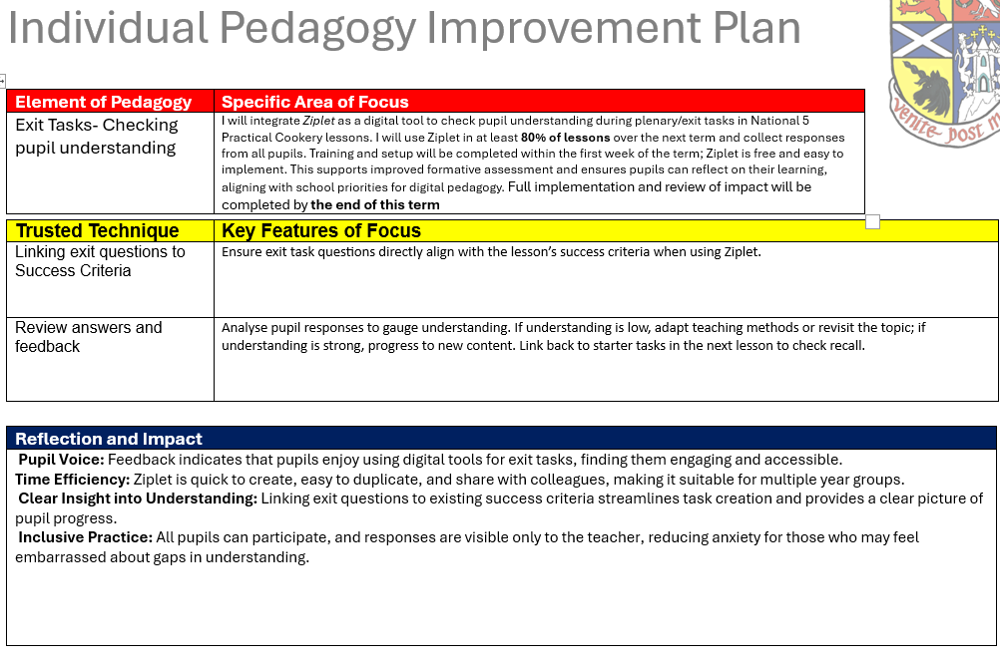 Individual Pedagogy Improvement Plan
Element of Pedagogy
Specific Area of Focus
Exit Tasks- Checking
pupil understanding
I will integrate Ziplet as a digital tool to check pupil understanding during plenary/exit tasks in National 5
Practical Cookery lessons. I will use Ziplet in at least 80% of lessons over the next term and collect responses
from all pupils. Training and setup will be completed within the first week of the term; Ziplet is free and easy to
implement. This supports improved formative assessment and ensures pupils can reflect on their learning,
aligning with school priorities for digital pedagogy. Full implementation and review of impact will be
completed by the end of this term
Trusted Technique
Key Features of Focus
Linking exit questions to
Success Criteria
Ensure exit task questions directly align with the lesson’s success criteria when using Ziplet.
Review answers and
feedback
Analyse pupil responses to gauge understanding. If understanding is low, adapt teaching methods or revisit the topic; if
understanding is strong, progress to new content. Link back to starter tasks in the next lesson to check recall.
Reflection and Impact
Pupil Voice: Feedback indicates that pupils enjoy using digital tools for exit tasks, finding them engaging and accessible.
Time Efficiency: Ziplet is quick to create, easy to duplicate, and share with colleagues, making it suitable for multiple year groups.
Clear Insight into Understanding: Linking exit questions to existing success criteria streamlines task creation and provides a clear picture of
pupil progress.
Inclusive Practice: All pupils can participate, and responses are visible only to the teacher, reducing anxiety for those who may feel
embarrassed about gaps in understanding.
venite post m